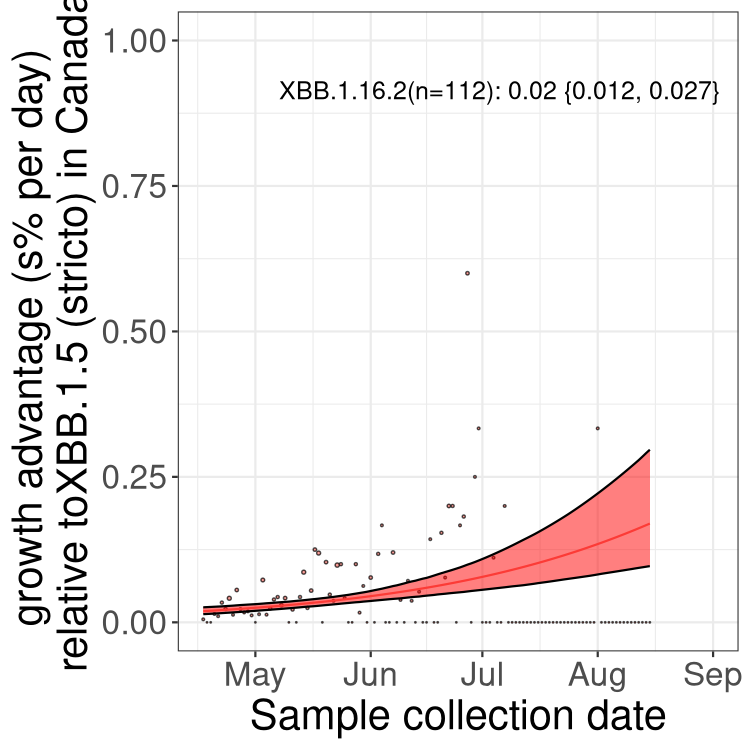 growth advantage (s% per day)
relative toXBB.1.5 (stricto) in Canada
1.00
0.75
0.50
0.25
0.00
XBB.1.16.2(n=112): 0.02 {0.012, 0.027}
May Jun Jul Aug Sep
Sample collection date